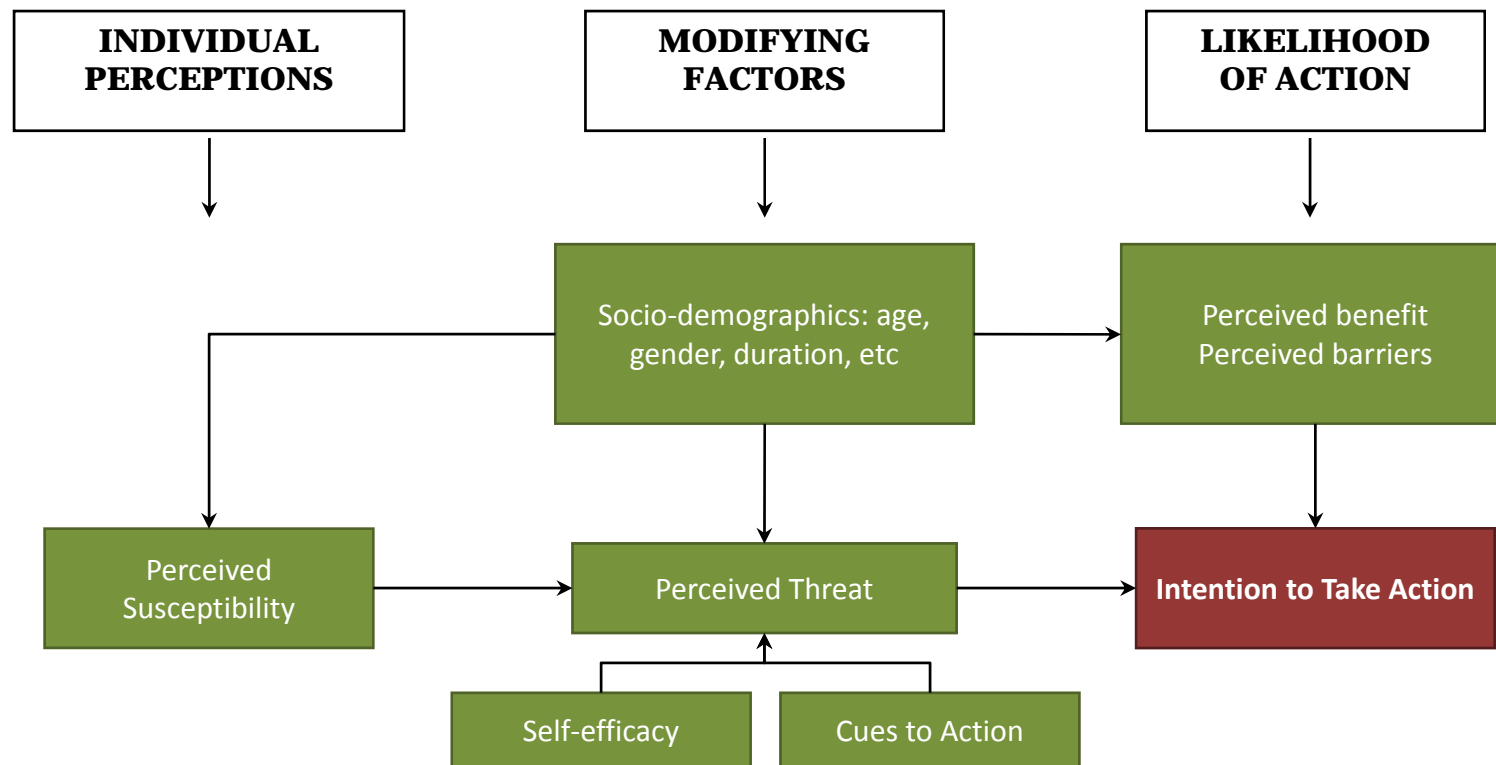 INDIVIDUAL
PERCEPTIONS
MODIFYING
FACTORS
LIKELIHOOD
OF ACTION
Socio-demographics: age,
gender, duration, etc
Perceived benefit
Perceived barriers
Perceived
Susceptibility
Perceived Threat
Intention to Take Action
Self-efficacy
Cues to Action